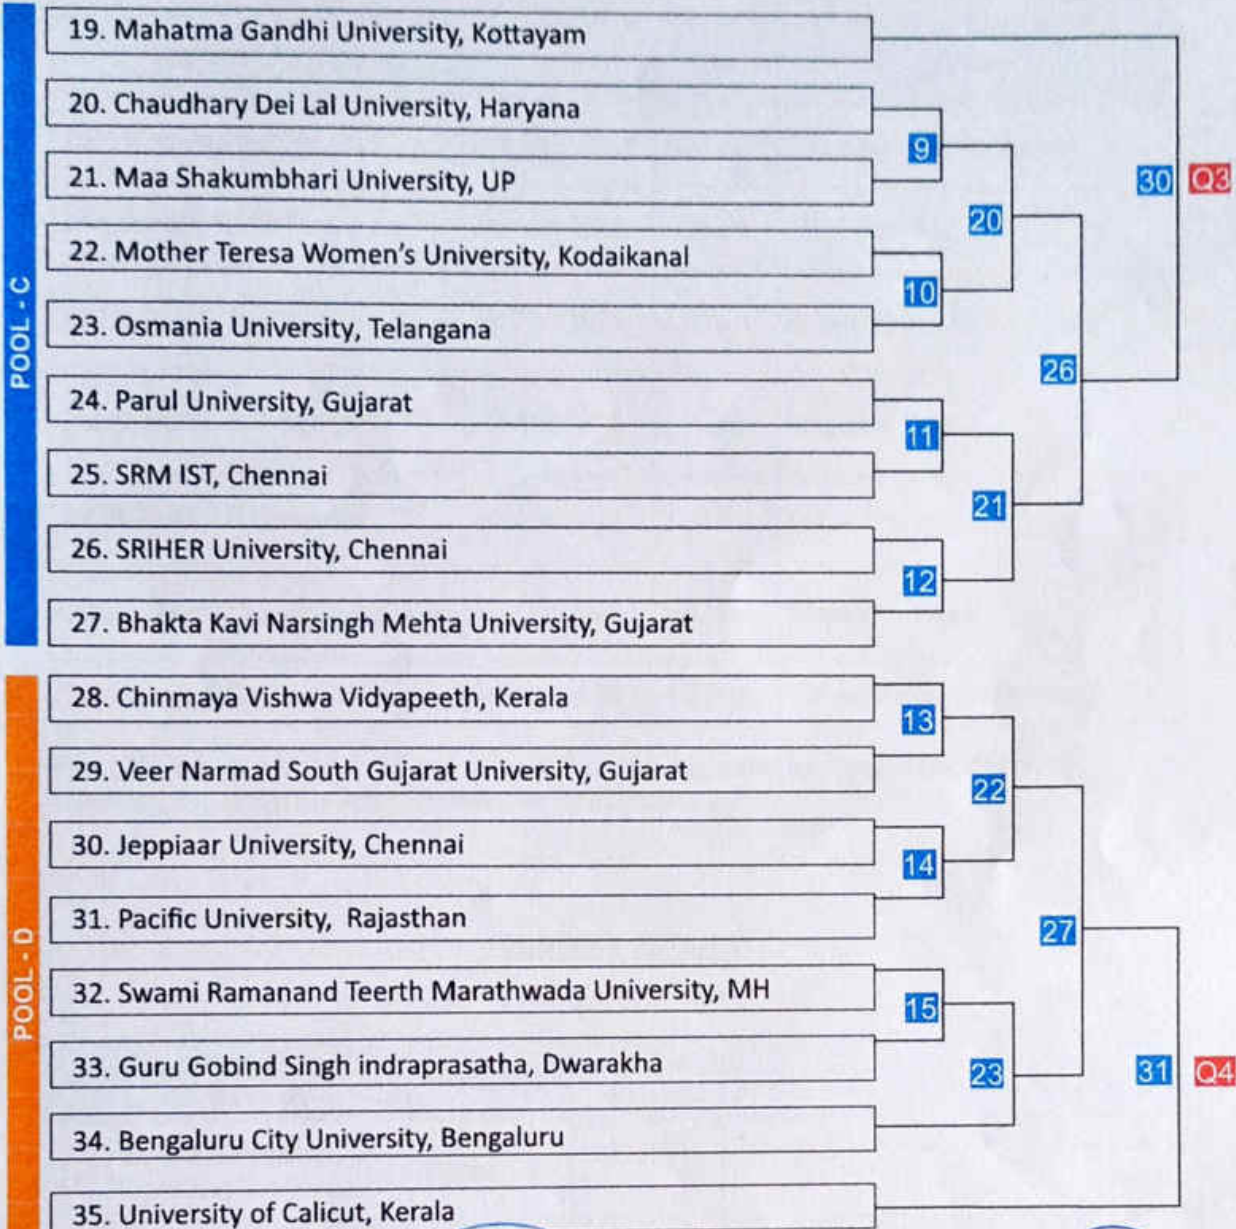 POOL - C
19. Mahatma Gandhi University, Kottayam
20. Chaudhary Dei Lal University, Haryana
21. Maa Shakumbhari University, UP
22. Mother Teresa Women's University, Kodaikanal
23. Osmania University, Telangana
24. Parul University, Gujarat
25. SRM IST, Chennai
26. SRIHER University, Chennai
27. Bhakta Kavi Narsingh Mehta University, Gujarat
9
10
11
12
20
21
26
30 Q3
POOL - D
28. Chinmaya Vishwa Vidyapeeth, Kerala
29. Veer Narmad South Gujarat University, Gujarat
30. Jeppiaar University, Chennai
31. Pacific University, Rajasthan
32. Swami Ramanand Teerth Marathwada University, MH
33. Guru Gobind Singh indraprasatha, Dwarakha
34. Bengaluru City University, Bengaluru
35. University of Calicut, Kerala
13
14
15
22
23
27
31 Q4